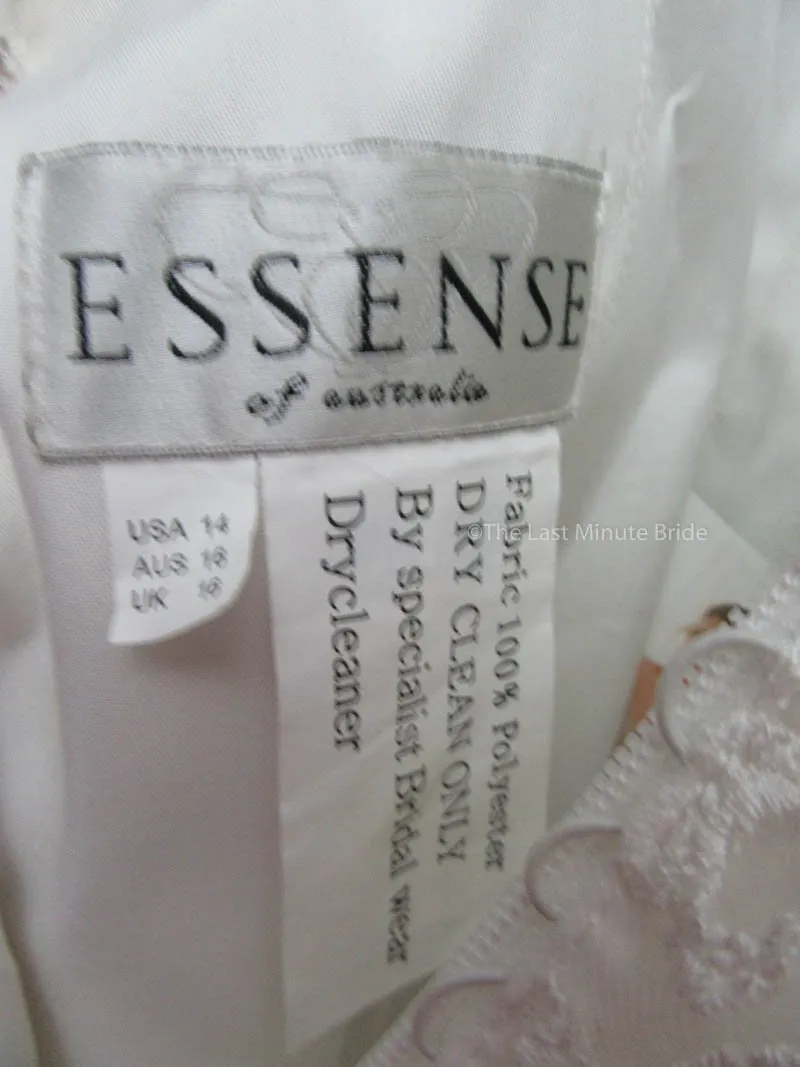 ESSENSE
of australia
USA 14
AUS 18
UK 16
Fabric 100% Polyester
DRY CLEAN ONLY
By specialist Bridal wear
Drycleaner
©The Last Minute Bride